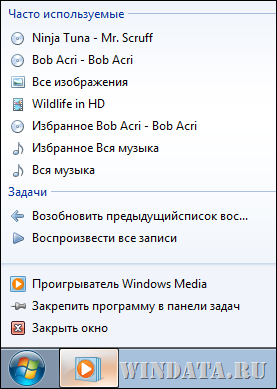 Часто используемые
Ninja Tuna - Mr. Scruff
Bob Acri - Bob Acri
Все изображения
Wildlife in HD
Избранное Bob Acri - Bob Acri
Избранное Вся музыка
Вся музыка
Задачи
Возобновить предыдущийсписок вос...
Воспроизвести все записи
Проигрыватель Windows Media
Закрепить программу в панели задач
Закрыть окно
WINDATA.RU